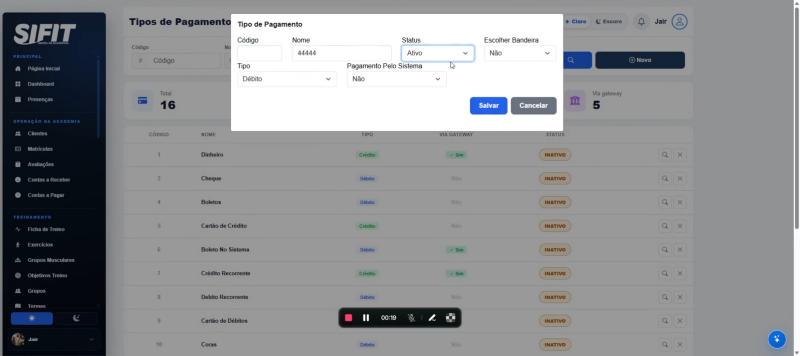 SIFIT
PRINCIPAL
Página Inicial
Dashboard
Presenças
OPERAÇÃO DA ACADEMIA
Clientes
Matrículas
Avaliações
Contas a Receber
Contas a Pagar
TREINAMENTO
Ficha de Treino
Exercícios
Grupos Musculares
Objetivos Treino
Grupos
Turmas
Jair
Tipos de Pagamento
Claro
Escuro
Jair
Código
# Código
Novo
Total
16
Via gateway
5
Tipo de Pagamento
Código
Nome
Status
Escolher Bandeira
44444
Ativo
Não
Tipo
Pagamento Pelo Sistema
Débito
Não
Salvar
Cancelar
CÓDIGO NOME TIPO VIA GATEWAY STATUS
1 Dinheiro Crédito Sim INATIVO
2 Cheque Débito Não INATIVO
4 Boletos Débito Não INATIVO
5 Cartão de Crédito Crédito Não INATIVO
6 Boleto No Sistema Débito Sim INATIVO
7 Crédito Recorrente Crédito Sim INATIVO
8 Débito Recorrente Débito Não INATIVO
9 Cartão de Débitos INATIVO
10 Débito Não INATIVO
00:19